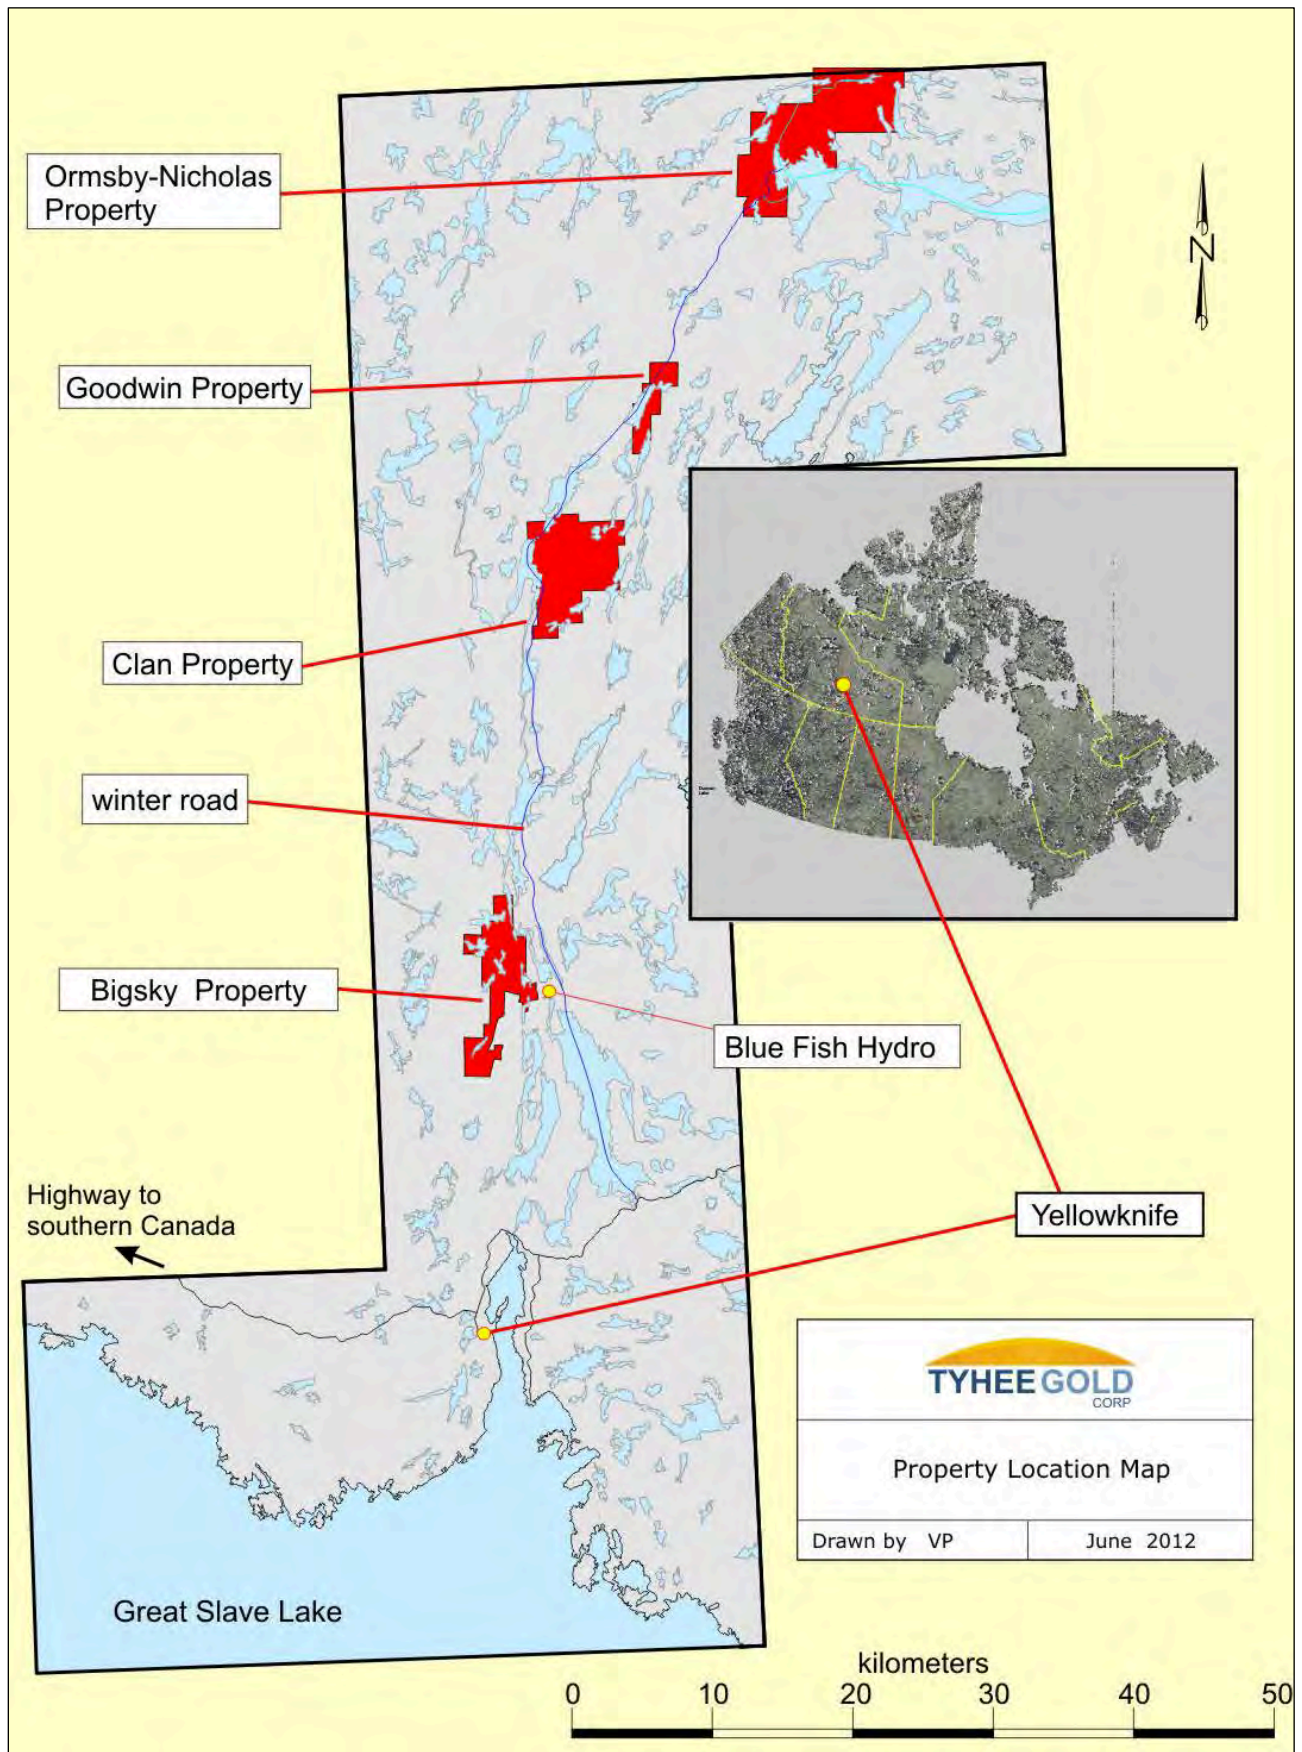 Ormsby-Nicholas
Property
N
Goodwin Property
Clan Property
winter road
Bigsky Property
Blue Fish Hydro
Highway to
southern Canada
Yellowknife
TYHEE GOLD
CORP
Property Location Map
Drawn by VP
June 2012
Great Slave Lake
kilometers
0 10 20 30 40 50